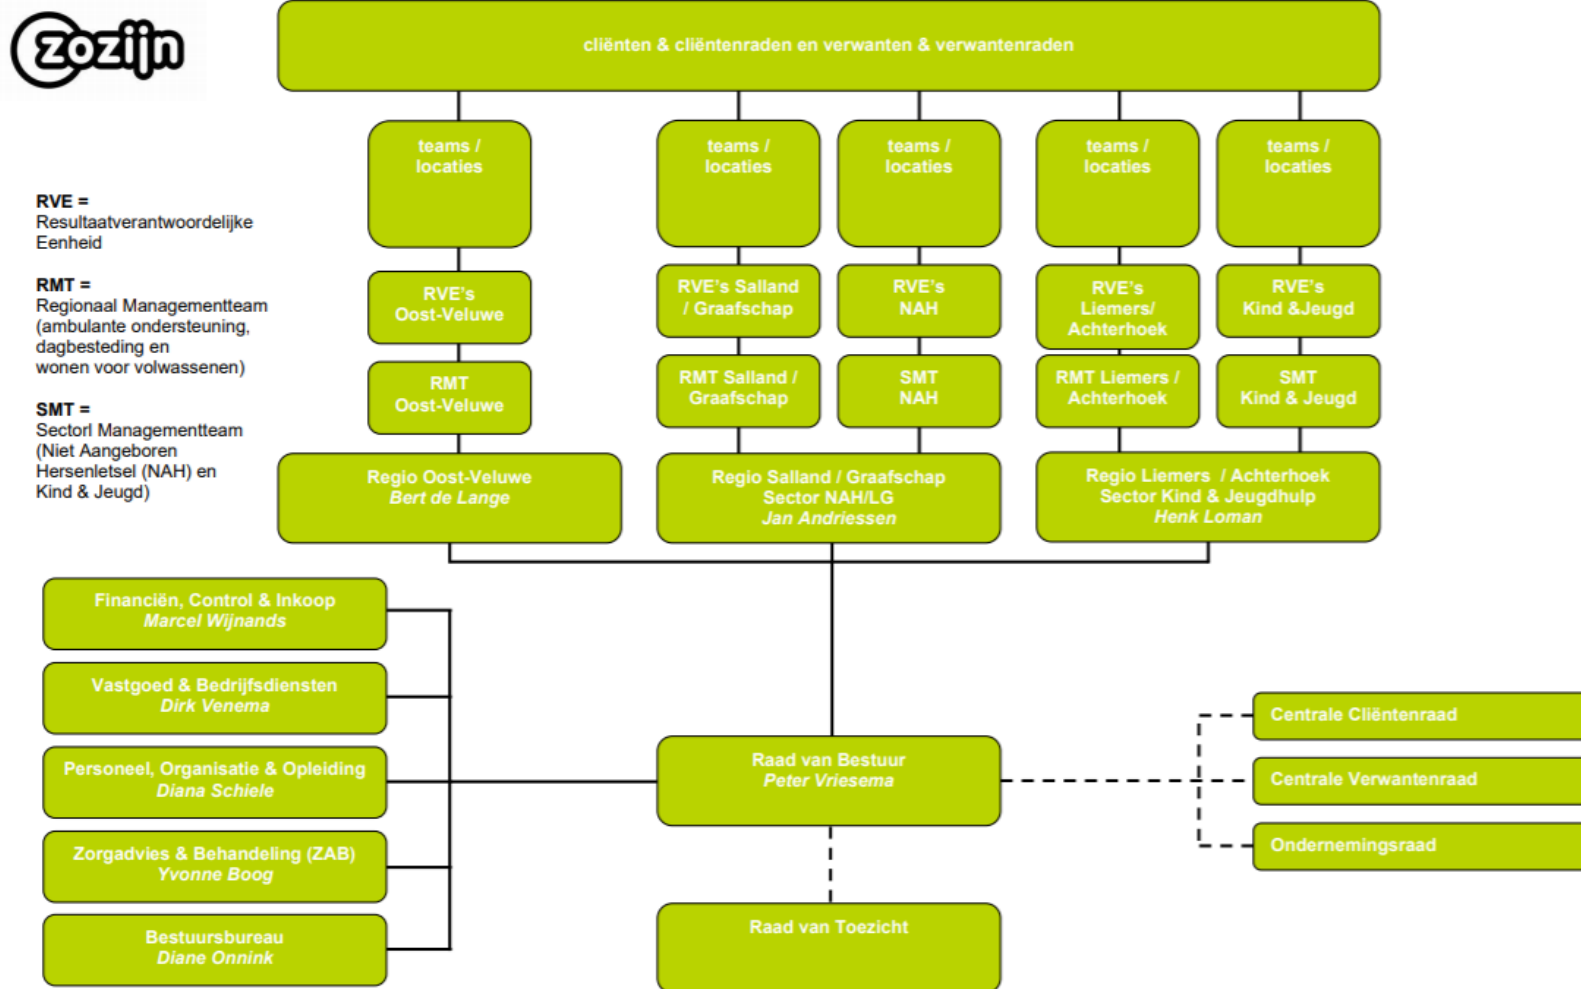 zozijn
cliënten & cliëntenraden en verwanten & verwantenraden
teams /
locaties
teams /
locaties
teams /
locaties
teams /
locaties
teams /
locaties
RVE =
Resultaatverantwoordelijke
Eenheid
RMT =
Regionaal Managementteam
(ambulante ondersteuning,
dagbesteding en
wonen voor volwassenen)
SMT =
Sectorl Managementteam
(Niet Aangeboren
Hersenletsel (NAH) en
Kind & Jeugd)
RVE's
Oost-Veluwe
RVE's Salland
/ Graafschap
RVE's
NAH
RVE's
Liemers/
Achterhoek
RVE's
Kind &Jeugd
RMT
Oost-Veluwe
RMT Salland /
Graafschap
SMT
NAH
RMT Liemers /
Achterhoek
SMT
Kind & Jeugd
Regio Oost-Veluwe
Bert de Lange
Regio Salland / Graafschap
Sector NAH/LG
Jan Andriessen
Regio Liemers / Achterhoek
Sector Kind & Jeugdhulp
Henk Loman
Financiën, Control & Inkoop
Marcel Wijnands
Vastgoed & Bedrijfsdiensten
Dirk Venema
Personeel, Organisatie & Opleiding
Diana Schiele
Zorgadvies & Behandeling (ZAB)
Yvonne Boog
Bestuursbureau
Diane Onnink
Raad van Bestuur
Peter Vriesema
Raad van Toezicht
Centrale Cliëntenraad
Centrale Verwantenraad
Ondernemingsraad